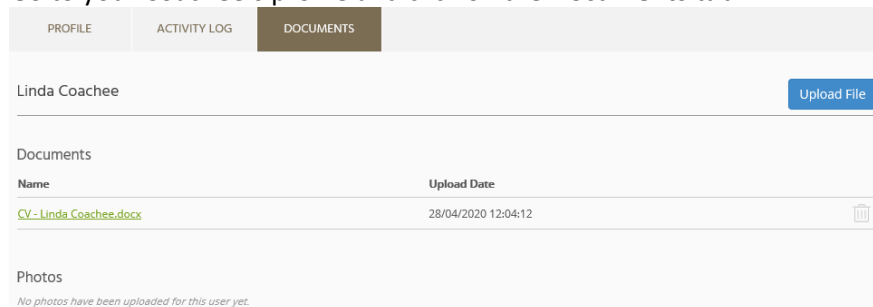 PROFILE ACTIVITY LOG DOCUMENTS
Linda Coachee Upload File
Documents
Name Upload Date
CV - Linda Coachee.docx 28/04/2020 12:04:12
Photos
No photos have been uploaded for this user yet.